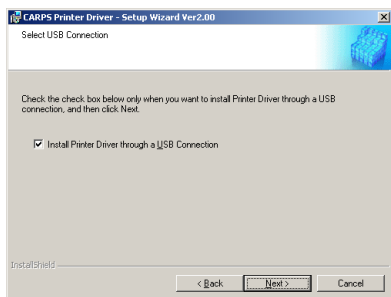 CARPS Printer Driver - Setup Wizard Ver2.00
Select USB Connection
Check the check box below only when you want to install Printer Driver through a USB
connection, and then click Next.
Install Printer Driver through a USB Connection
InstallShield
< Back Next > Cancel